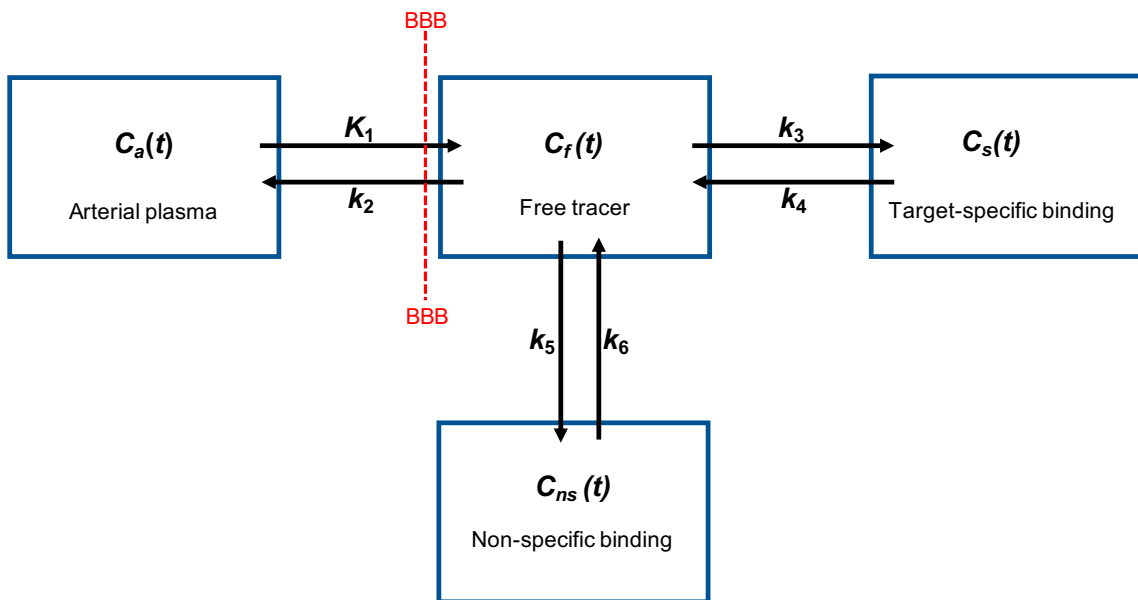 BBB
K1
k3
Ca(t)
Cf(t)
Cs(t)
k2
k4
Arterial plasma
Free tracer
Target-specific binding
BBB
k5
k6
Cns(t)
Non-specific binding